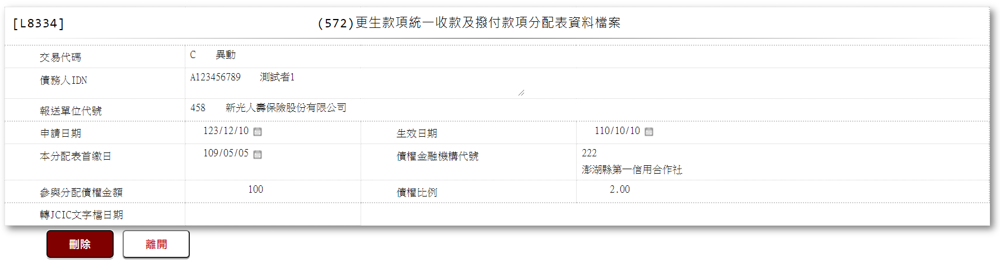 [L8334] (572)更生款項統一收款及撥付款項分配表資料檔案
交易代碼 C 異動
債務人IDN A123456789 測試者1
報送單位代號 458 新光人壽保險股份有限公司
申請日期 123/12/10 生效日期 110/10/10
本分配表首繳日 109/05/05 債權金融機構代號 222
澎湖縣第一信用合作社
參與分配債權金額 100 債權比例 2.00
轉JCIC文字檔日期
刪除 離開